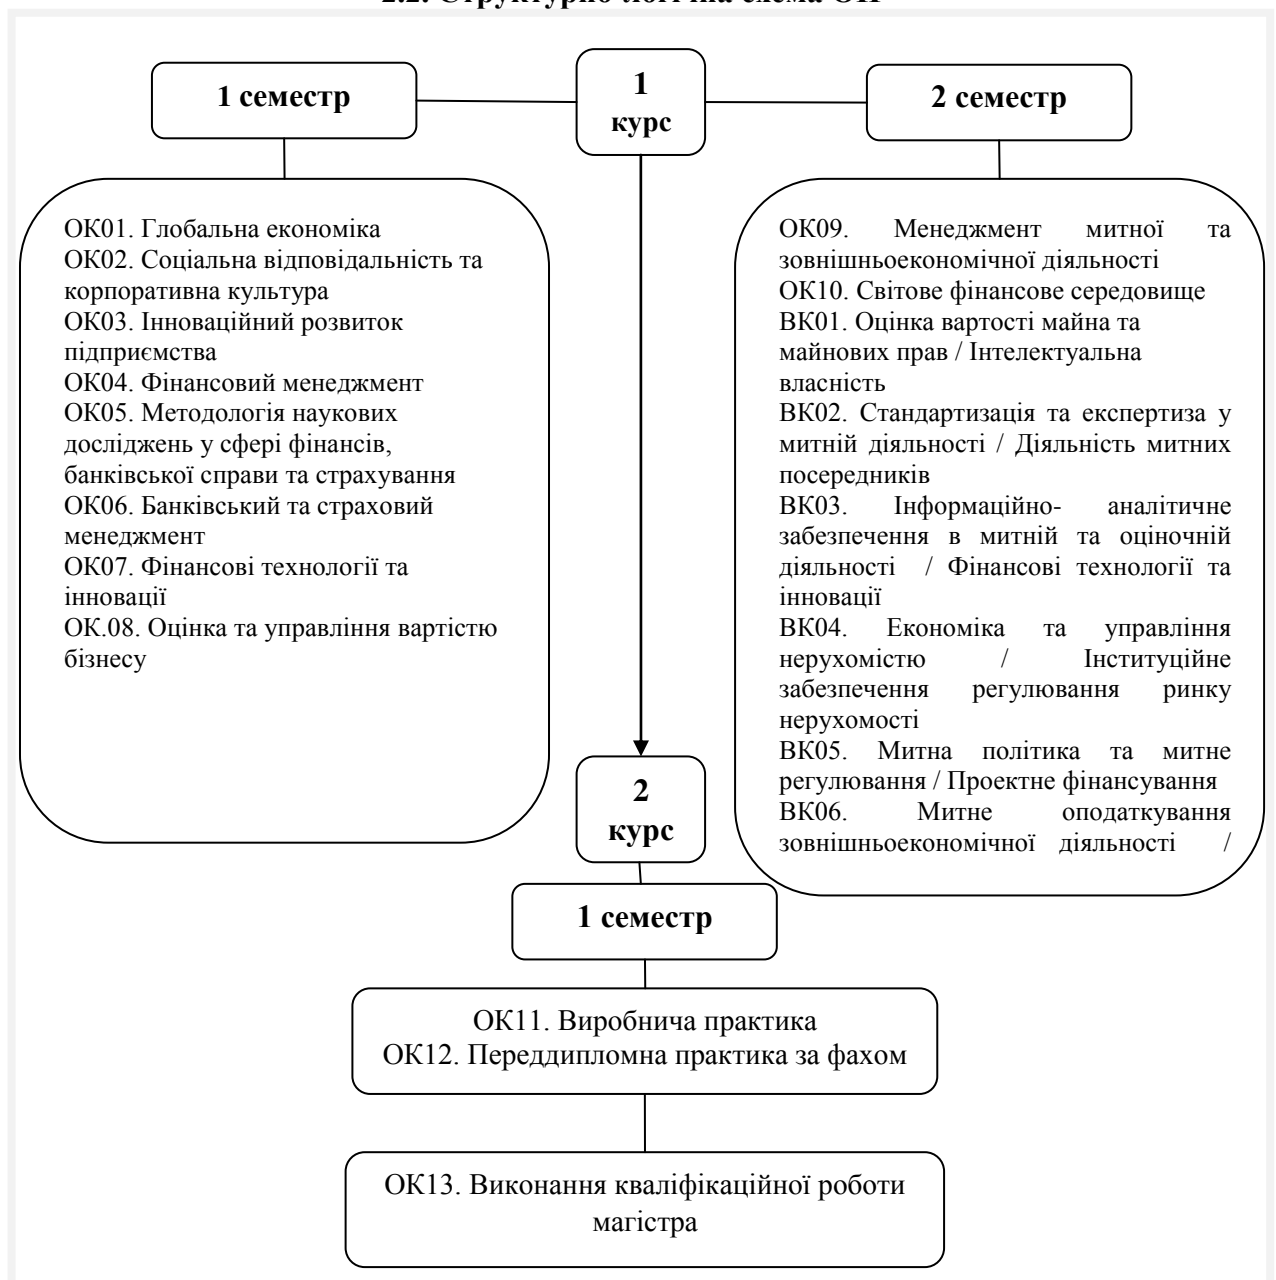 1 семестр
1
курс
2 семестр
ОК01. Глобальна економіка
ОК02. Соціальна відповідальність та
корпоративна культура
ОК03. Інноваційний розвиток
підприємства
ОК04. Фінансовий менеджмент
ОК05. Методологія наукових
досліджень у сфері фінансів,
банківської справи та страхування
ОК06. Банківський та страховий
менеджмент
ОК07. Фінансові технології та
інновації
ОК.08. Оцінка та управління вартістю
бізнесу
ОК09. Менеджмент митної та
зовнішньоекономічної діяльності
ОК10. Світове фінансове середовище
ВК01. Оцінка вартості майна та
майнових прав / Інтелектуальна
власність
ВК02. Стандартизація та експертиза у
митній діяльності / Діяльність митних
посередників
ВК03. Інформаційно- аналітичне
забезпечення в митній та оціночній
діяльності / Фінансові технології та
інновації
ВК04. Економіка та управління
нерухомістю / Інституційне
забезпечення регулювання ринку
нерухомості
ВК05. Митна політика та митне
регулювання / Проектне фінансування
ВК06. Митне оподаткування
зовнішньоекономічної діяльності /
2
курс
1 семестр
ОК11. Виробнича практика
ОК12. Переддипломна практика за фахом
ОК13. Виконання кваліфікаційної роботи
магістра